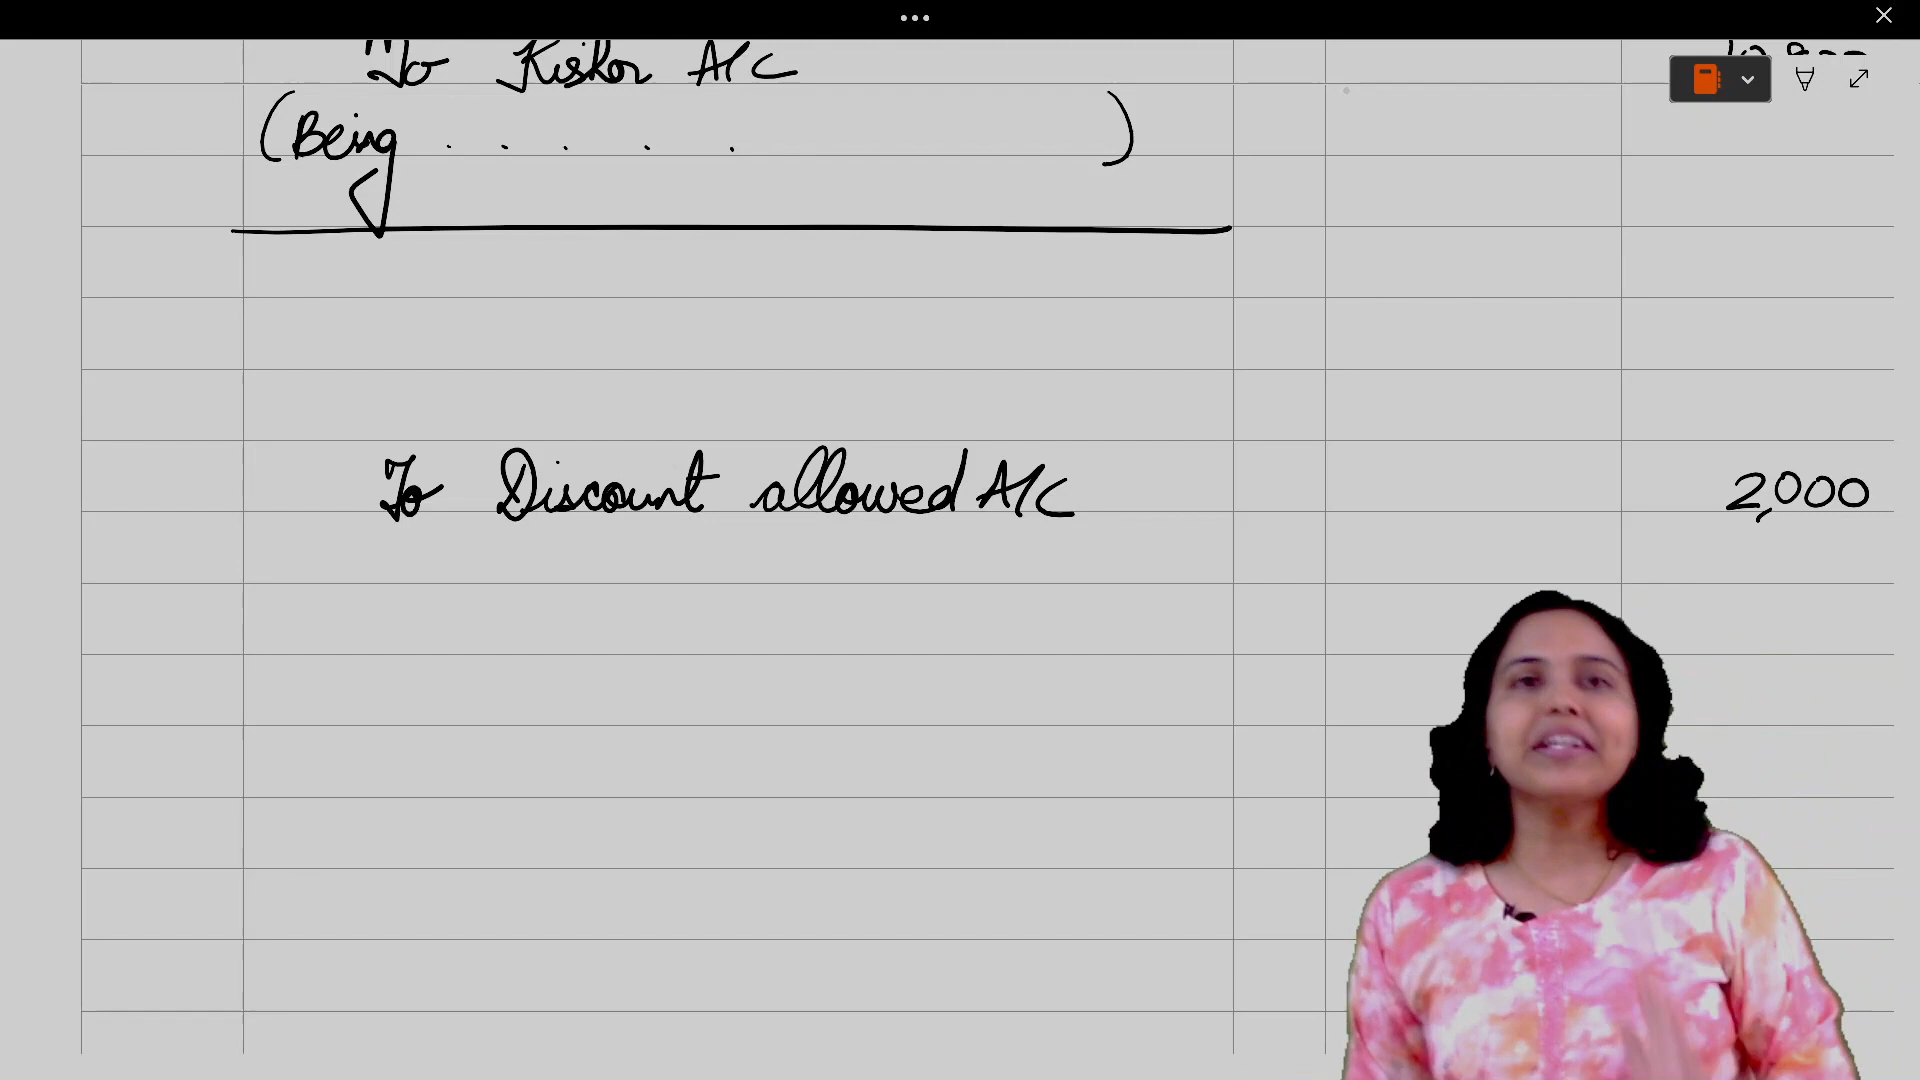 To Kishor A/C
(Being . . . . . )
To Discount allowed A/C 2,000